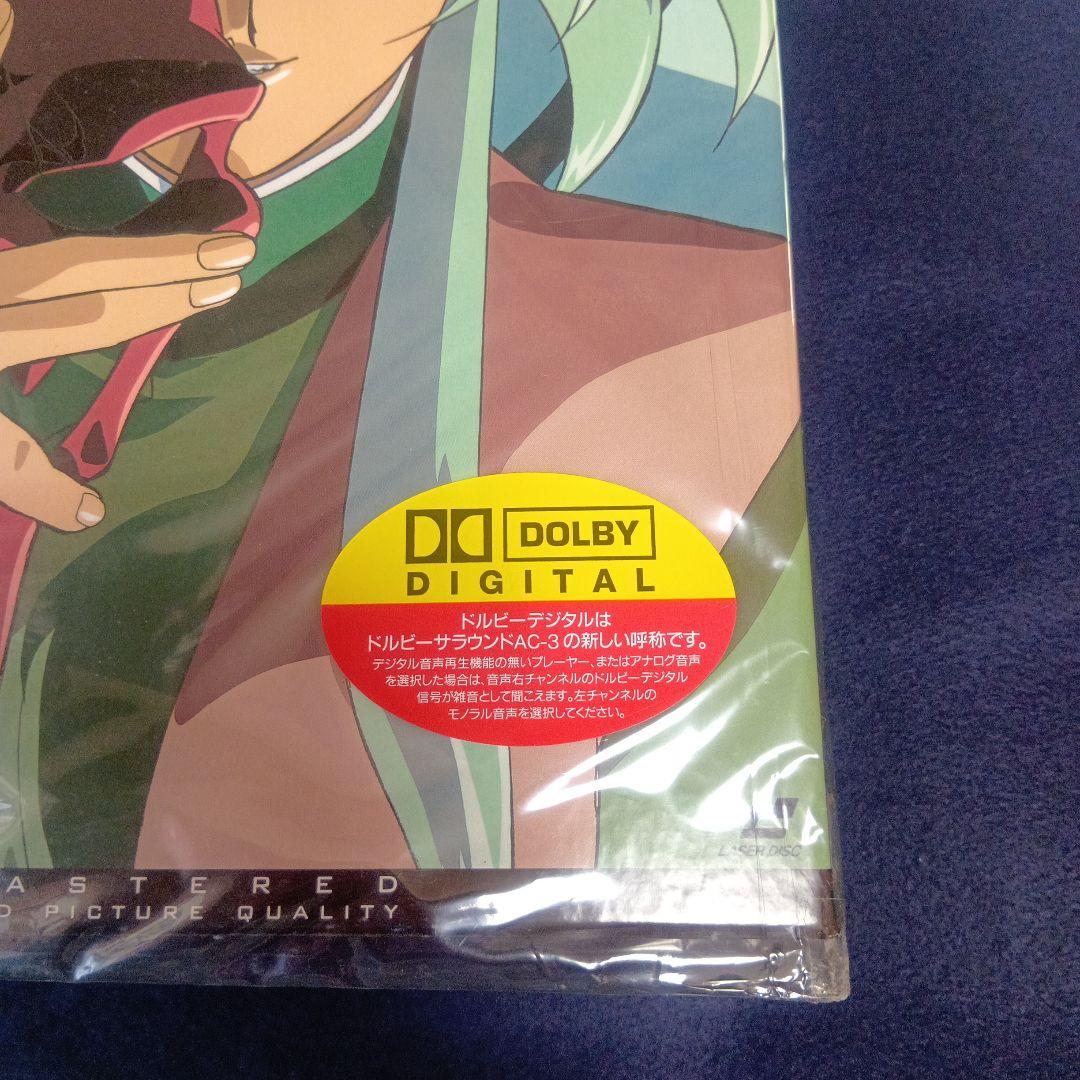 DOLBY
DIGITAL
ドルビーデジタルは
ドルビーサラウンドAC-3の新しい呼称です。
デジタル音声再生機能の無いプレーヤー、またはアナログ音声
を選択した場合は、音声右チャンネルのドルビーデジタル
信号が雑音として聞こえます。左チャンネルの
モノラル音声を選択してください。
LASER DISC
ASTERED
D PICTURE QUALITY